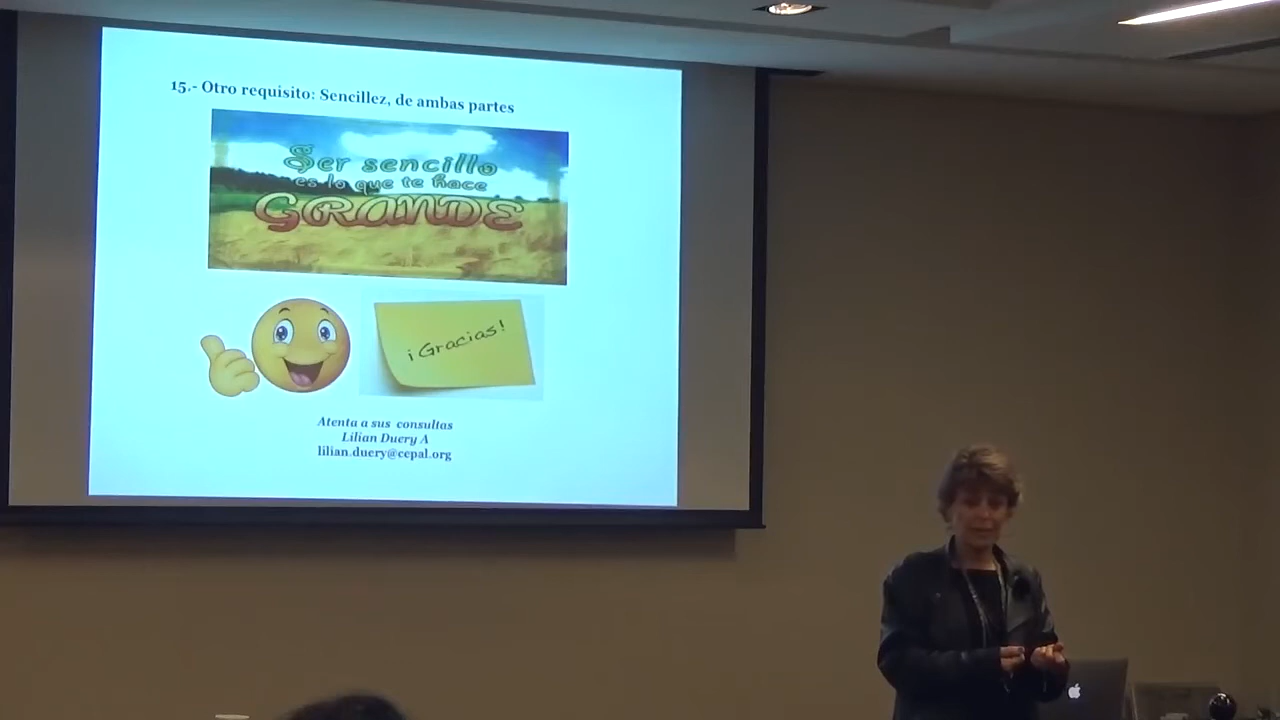 15.- Otro requisito: Sencillez, de ambas partes
Ser sencillo
es lo que te hace
GRANDE
¡Gracias!
Atenta a sus consultas
Lilian Duery A
lilian.duery@cepal.org